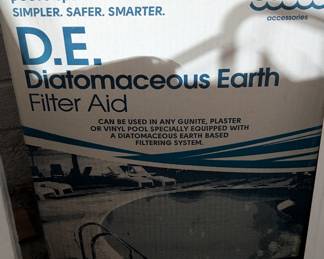 SIMPLER. SAFER. SMARTER.
accessories
D.E.
Diatomaceous Earth
Filter Aid
CAN BE USED IN ANY GUNITE, PLASTER
OR VINYL POOL SPECIALLY EQUIPPED WITH
A DIATOMACEOUS EARTH BASED
FILTERING SYSTEM.